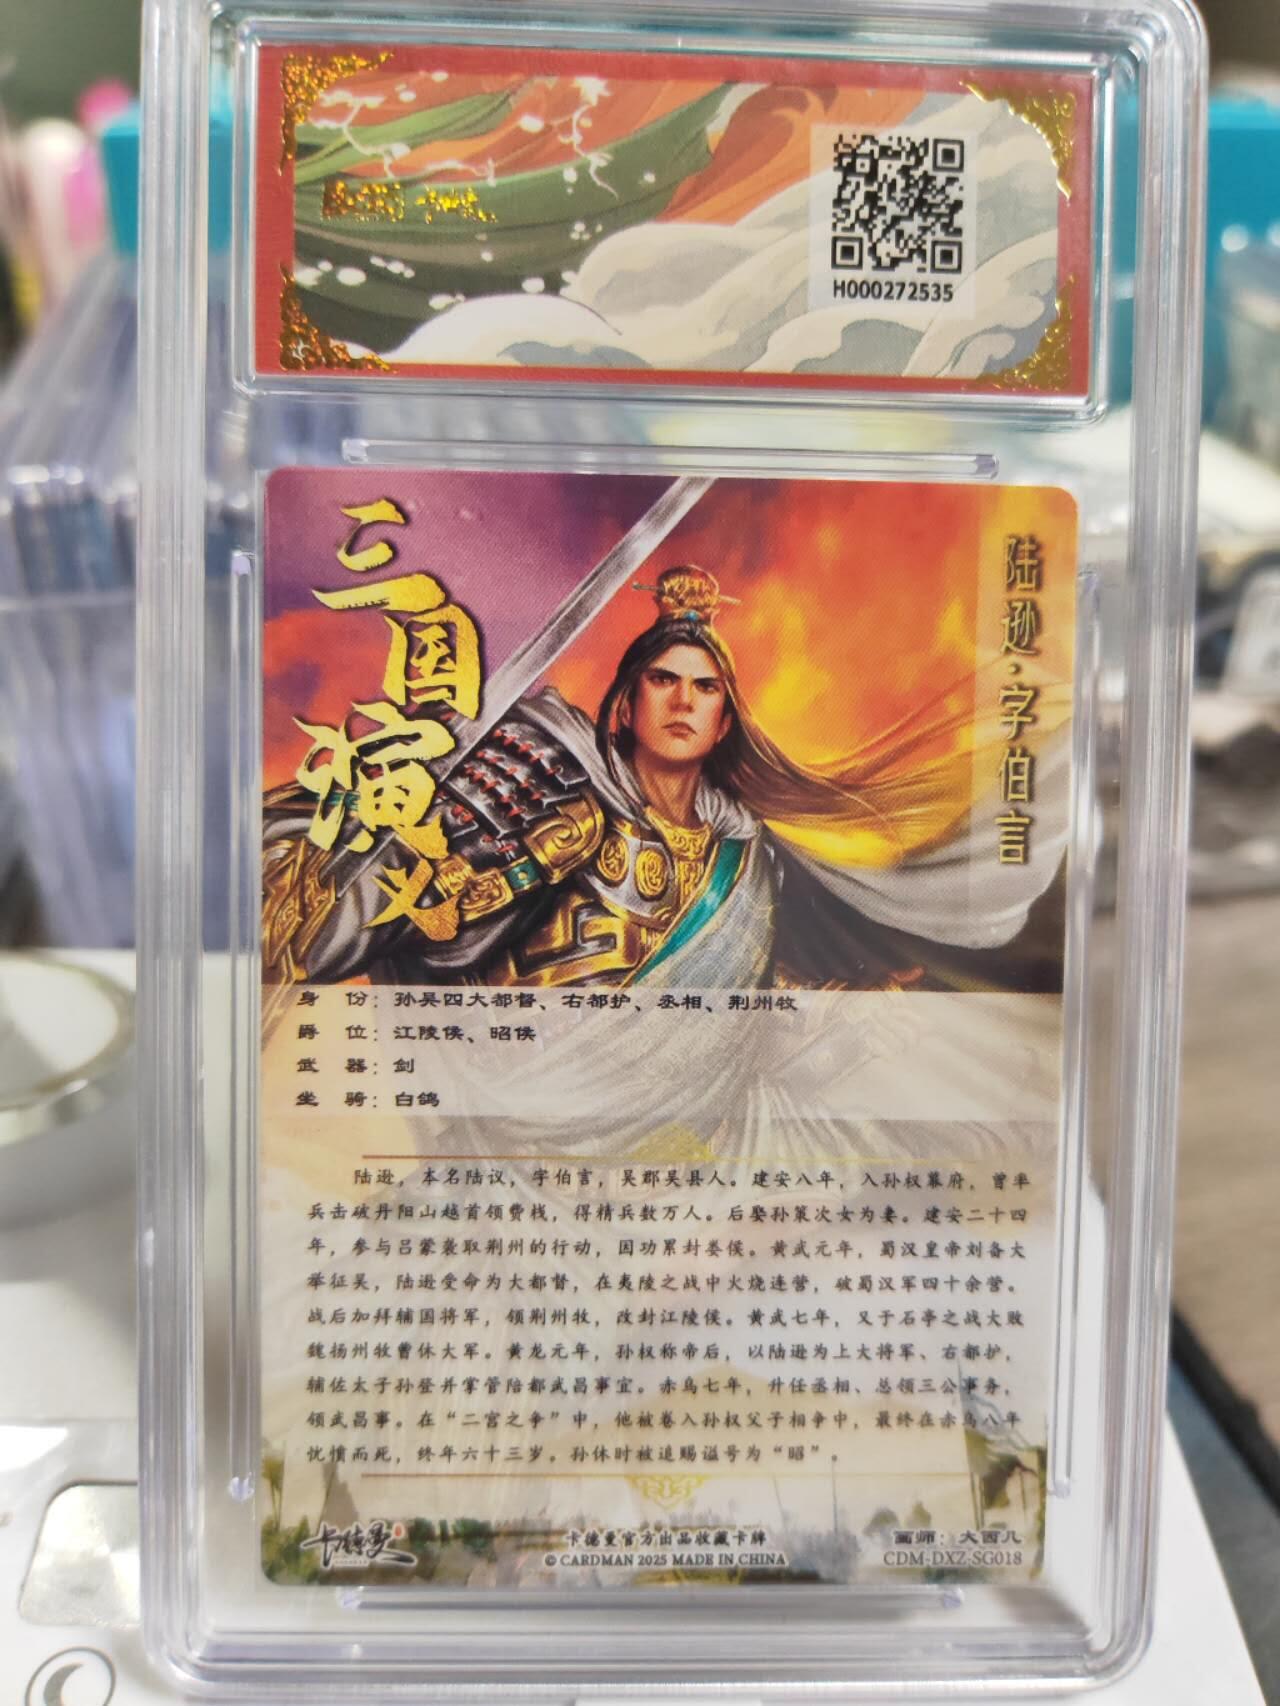 H000272535
三国演义
陆逊·字伯言
身 份：孙吴四大都督、右都护、丞相、荆州牧
爵 位：江陵侯、昭侯
武 器：剑
坐 骑：白鸽
陆逊，本名陆议，字伯言，吴郡吴县人。建安八年，入孙权幕府，曾率
兵击破丹阳山越首领费栈，得精兵数万人。后娶孙策次女为妻。建安二十四
年，参与吕蒙袭取荆州的行动，因功累封娄侯。黄武元年，蜀汉皇帝刘备大
举征吴，陆逊受命为大都督，在夷陵之战中火烧连营，破蜀汉军四十余营。
战后加拜辅国将军，领荆州牧，改封江陵侯。黄武七年，又于石亭之战大败
魏扬州牧曹休大军。黄龙元年，孙权称帝后，以陆逊为上大将军、右都护，
辅佐太子孙登并掌管陪都武昌事宜。赤乌七年，升任丞相、总领三公事务，
领武昌事。在“二宫之争”中，他被卷入孙权父子相争中，最终在赤乌八年
忧愤而死，终年六十三岁。孙休时被追赐谥号为“昭”。
卡德曼
卡德曼官方出品收藏卡牌
© CARDMAN 2025 MADE IN CHINA
画师：大西几
CDM-DXZ-SG018